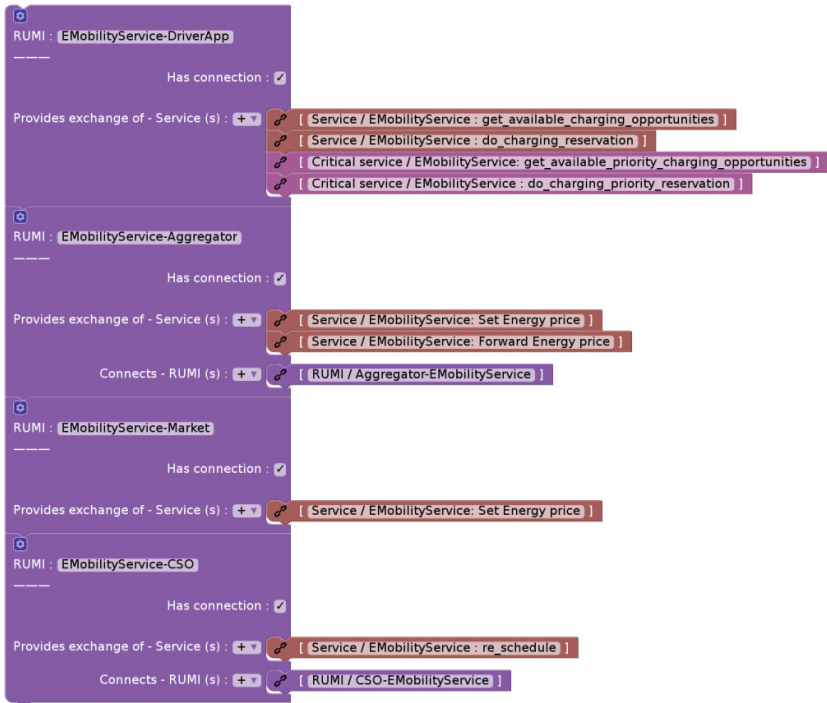 RUMI : EMobilityService-DriverApp
———
Has connection : ✓
Provides exchange of - Service (s) : + ▾ [ Service / EMobilityService : get_available_charging_opportunities ]
[ Service / EMobilityService : do_charging_reservation ]
[ Critical service / EMobilityService: get_available_priority_charging_opportunities ]
[ Critical service / EMobilityService : do_charging_priority_reservation ]
RUMI : EMobilityService-Aggregator
———
Has connection : ✓
Provides exchange of - Service (s) : + ▾ [ Service / EMobilityService: Set Energy price ]
[ Service / EMobilityService: Forward Energy price ]
Connects - RUMI (s) : + ▾ [ RUMI / Aggregator-EMobilityService ]
RUMI : EMobilityService-Market
———
Has connection : ✓
Provides exchange of - Service (s) : + ▾ [ Service / EMobilityService: Set Energy price ]
RUMI : EMobilityService-CSO
———
Has connection : ✓
Provides exchange of - Service (s) : + ▾ [ Service / EMobilityService : re_schedule ]
Connects - RUMI (s) : + ▾ [ RUMI / CSO-EMobilityService ]